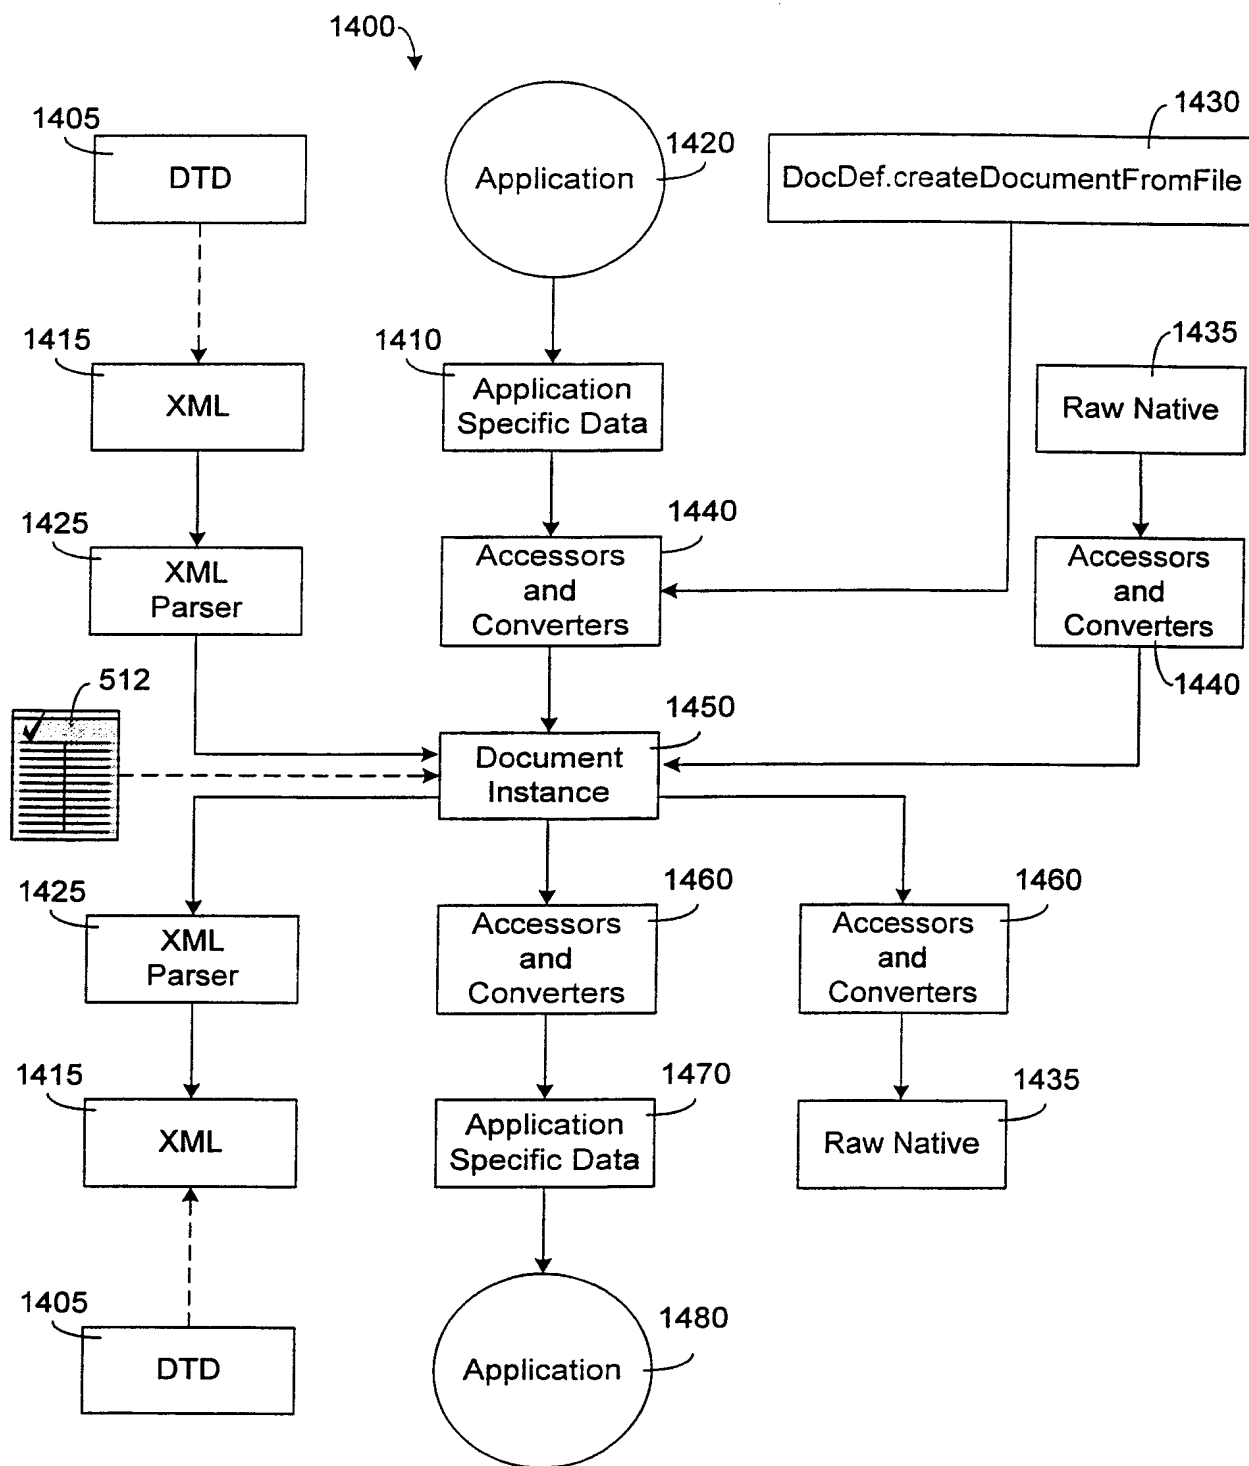 1400
1405
DTD
1420
Application
1430
DocDef.createDocumentFromFile
1415
XML
1410
Application
Specific Data
1435
Raw Native
1425
XML
Parser
1440
Accessors
and
Converters
Accessors
and
Converters
1440
512
1450
Document
Instance
1425
XML
Parser
1460
Accessors
and
Converters
1460
Accessors
and
Converters
1415
XML
1470
Application
Specific Data
1435
Raw Native
1405
DTD
1480
Application